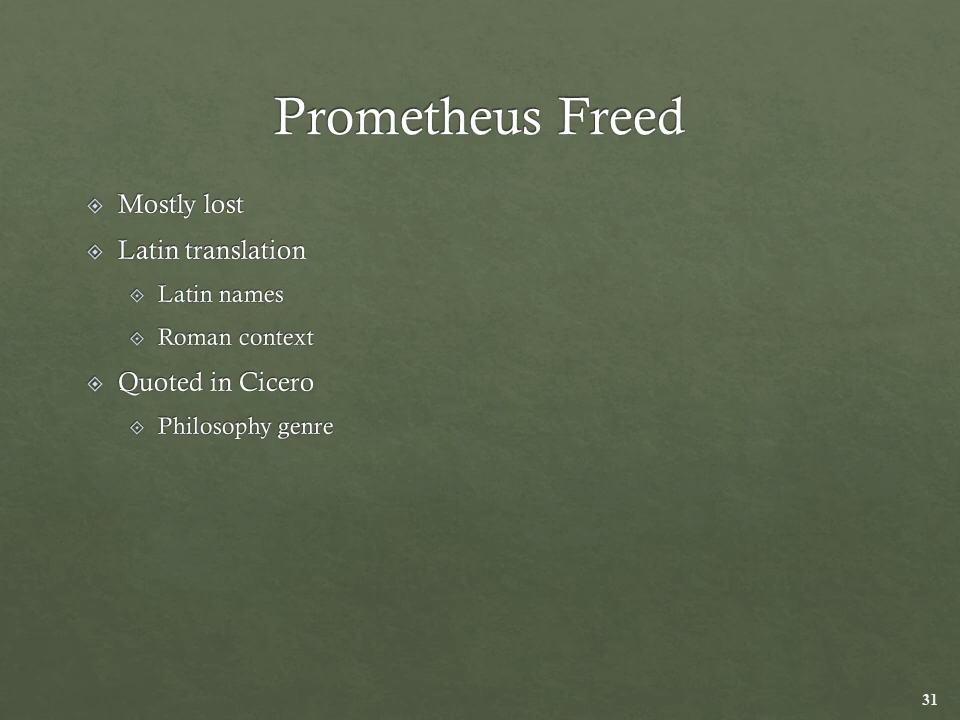 Prometheus Freed
Mostly lost
Latin translation
Latin names
Roman context
Quoted in Cicero
Philosophy genre
31